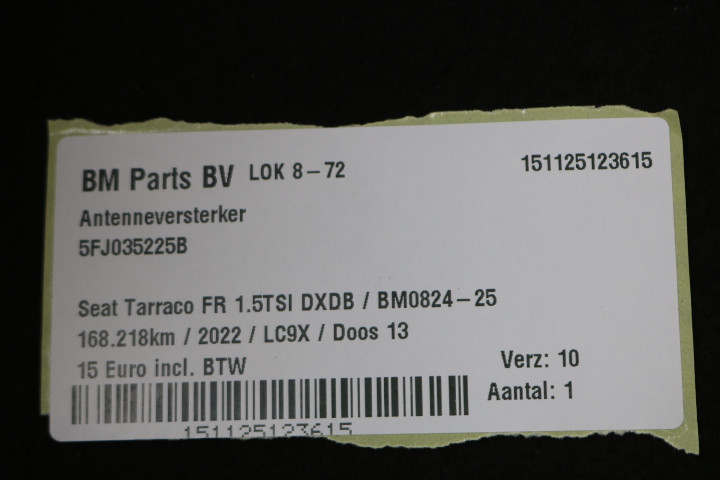 BM Parts BV LOK 8-72 151125123615
Antenneversterker
5FJ035225B
Seat Tarraco FR 1.5TSI DXDB / BM0824-25
168.218km / 2022 / LC9X / Doos 13
15 Euro incl. BTW Verz: 10
Aantal: 1
151125123615